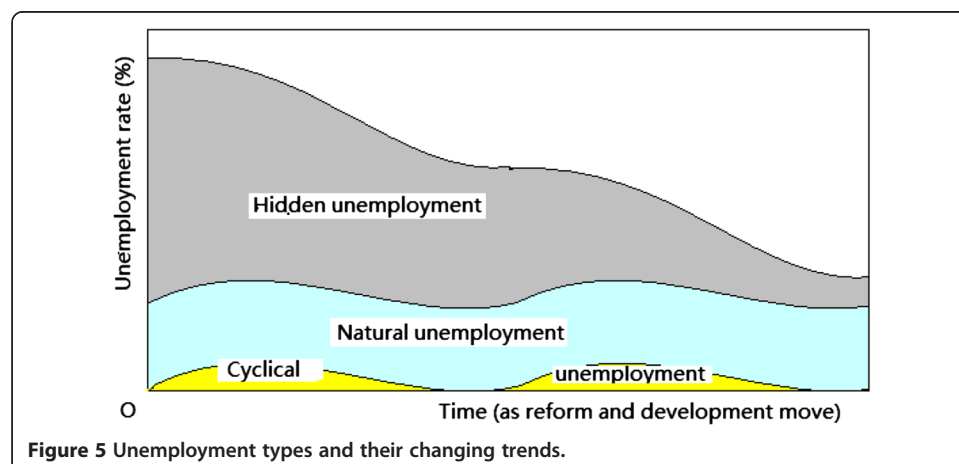 Unemployment rate (%)
Hidden unemployment
Natural unemployment
Cyclical unemployment
O
Time (as reform and development move)
Figure 5 Unemployment types and their changing trends.